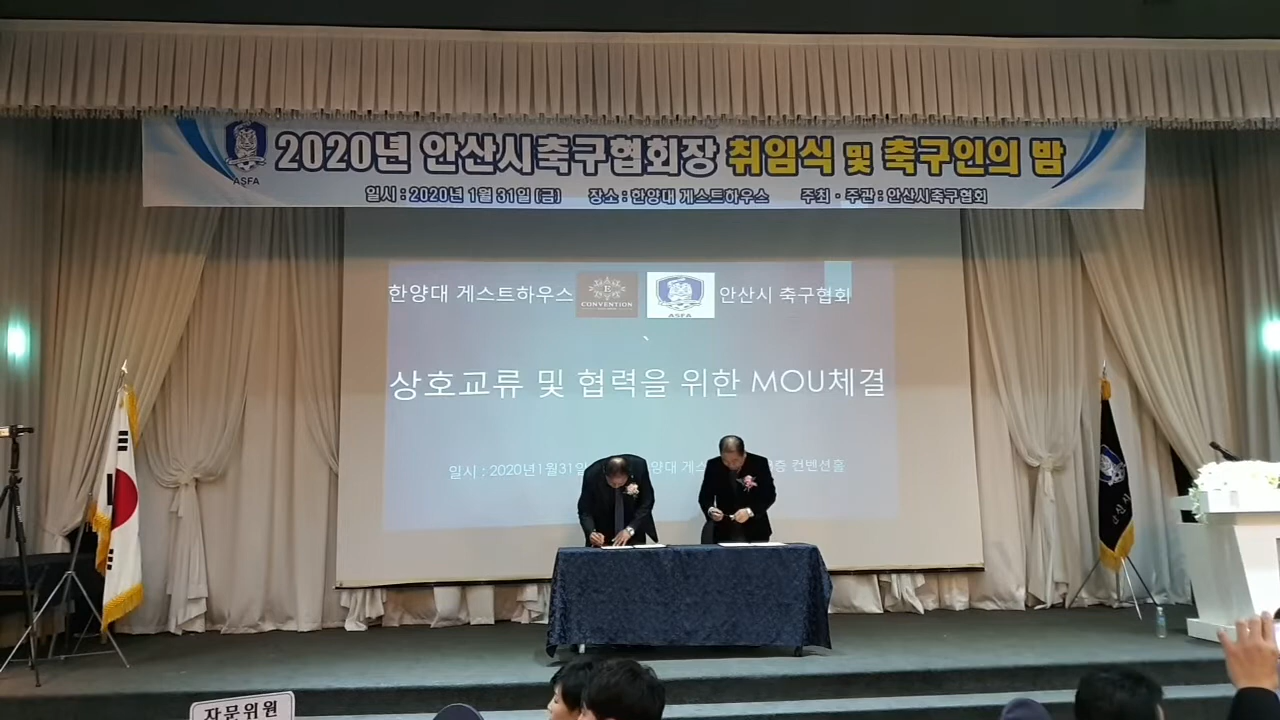 2020년 안산시축구협회장 취임식 및 축구인의 밤
ASFA
일시 : 2020년 1월 31일 (금) 장소 : 한양대 게스트하우스 주최 · 주관 : 안산시축구협회
한양대 게스트하우스 E CONVENTION ASFA 안산시 축구협회
상호교류 및 협력을 위한 MOU체결
일시 : 2020년1월31일 컨벤션홀
자문위원